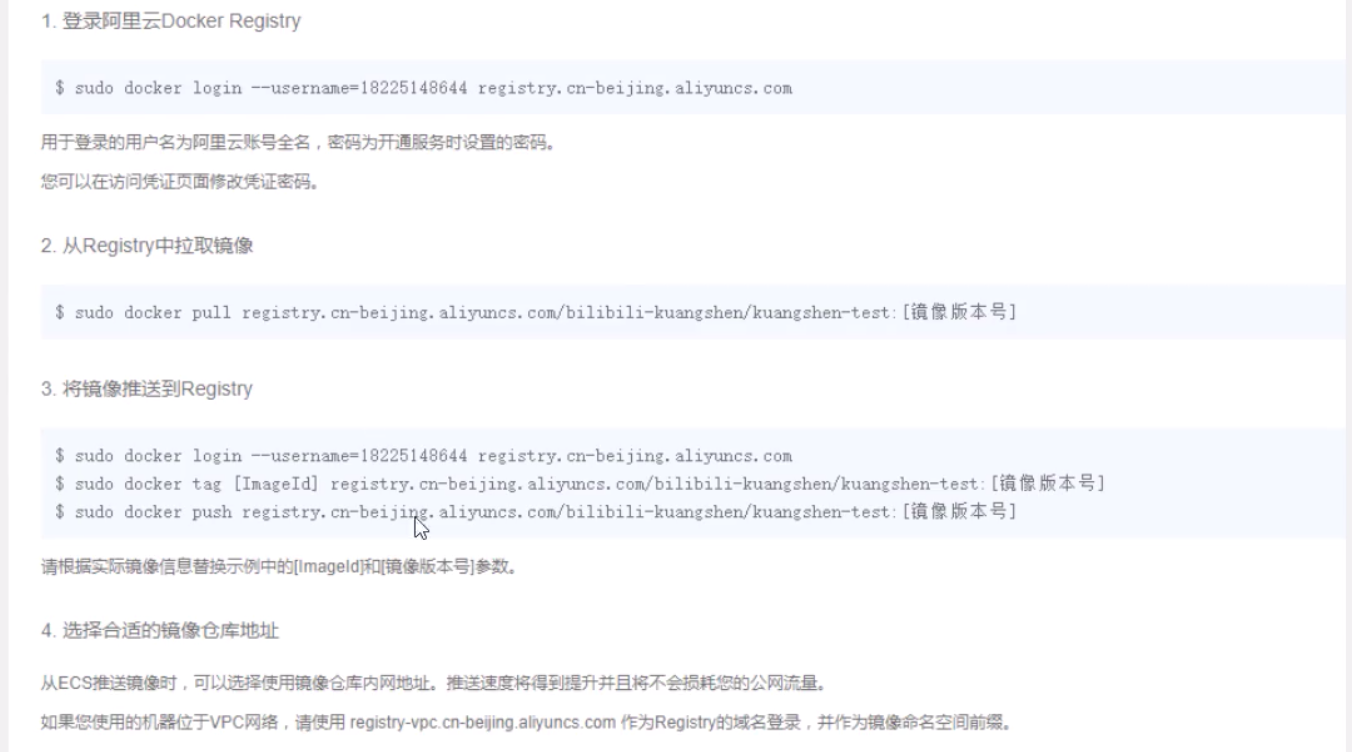 1. 登录阿里云Docker Registry
$ sudo docker login --username=18225148644 registry.cn-beijing.aliyuncs.com
用于登录的用户名为阿里云账号全名，密码为开通服务时设置的密码。
您可以在访问凭证页面修改凭证密码。
2. 从Registry中拉取镜像
$ sudo docker pull registry.cn-beijing.aliyuncs.com/bilibili-kuangshen/kuangshen-test:[镜像版本号]
3. 将镜像推送到Registry
$ sudo docker login --username=18225148644 registry.cn-beijing.aliyuncs.com
$ sudo docker tag [ImageId] registry.cn-beijing.aliyuncs.com/bilibili-kuangshen/kuangshen-test:[镜像版本号]
$ sudo docker push registry.cn-beijing.aliyuncs.com/bilibili-kuangshen/kuangshen-test:[镜像版本号]
请根据实际镜像信息替换示例中的[ImageId]和[镜像版本号]参数。
4. 选择合适的镜像仓库地址
从ECS推送镜像时，可以选择使用镜像仓库内网地址。推送速度将得到提升并且将不会损耗您的公网流量。
如果您使用的机器位于VPC网络，请使用 registry-vpc.cn-beijing.aliyuncs.com 作为Registry的域名登录，并作为镜像命名空间前缀。